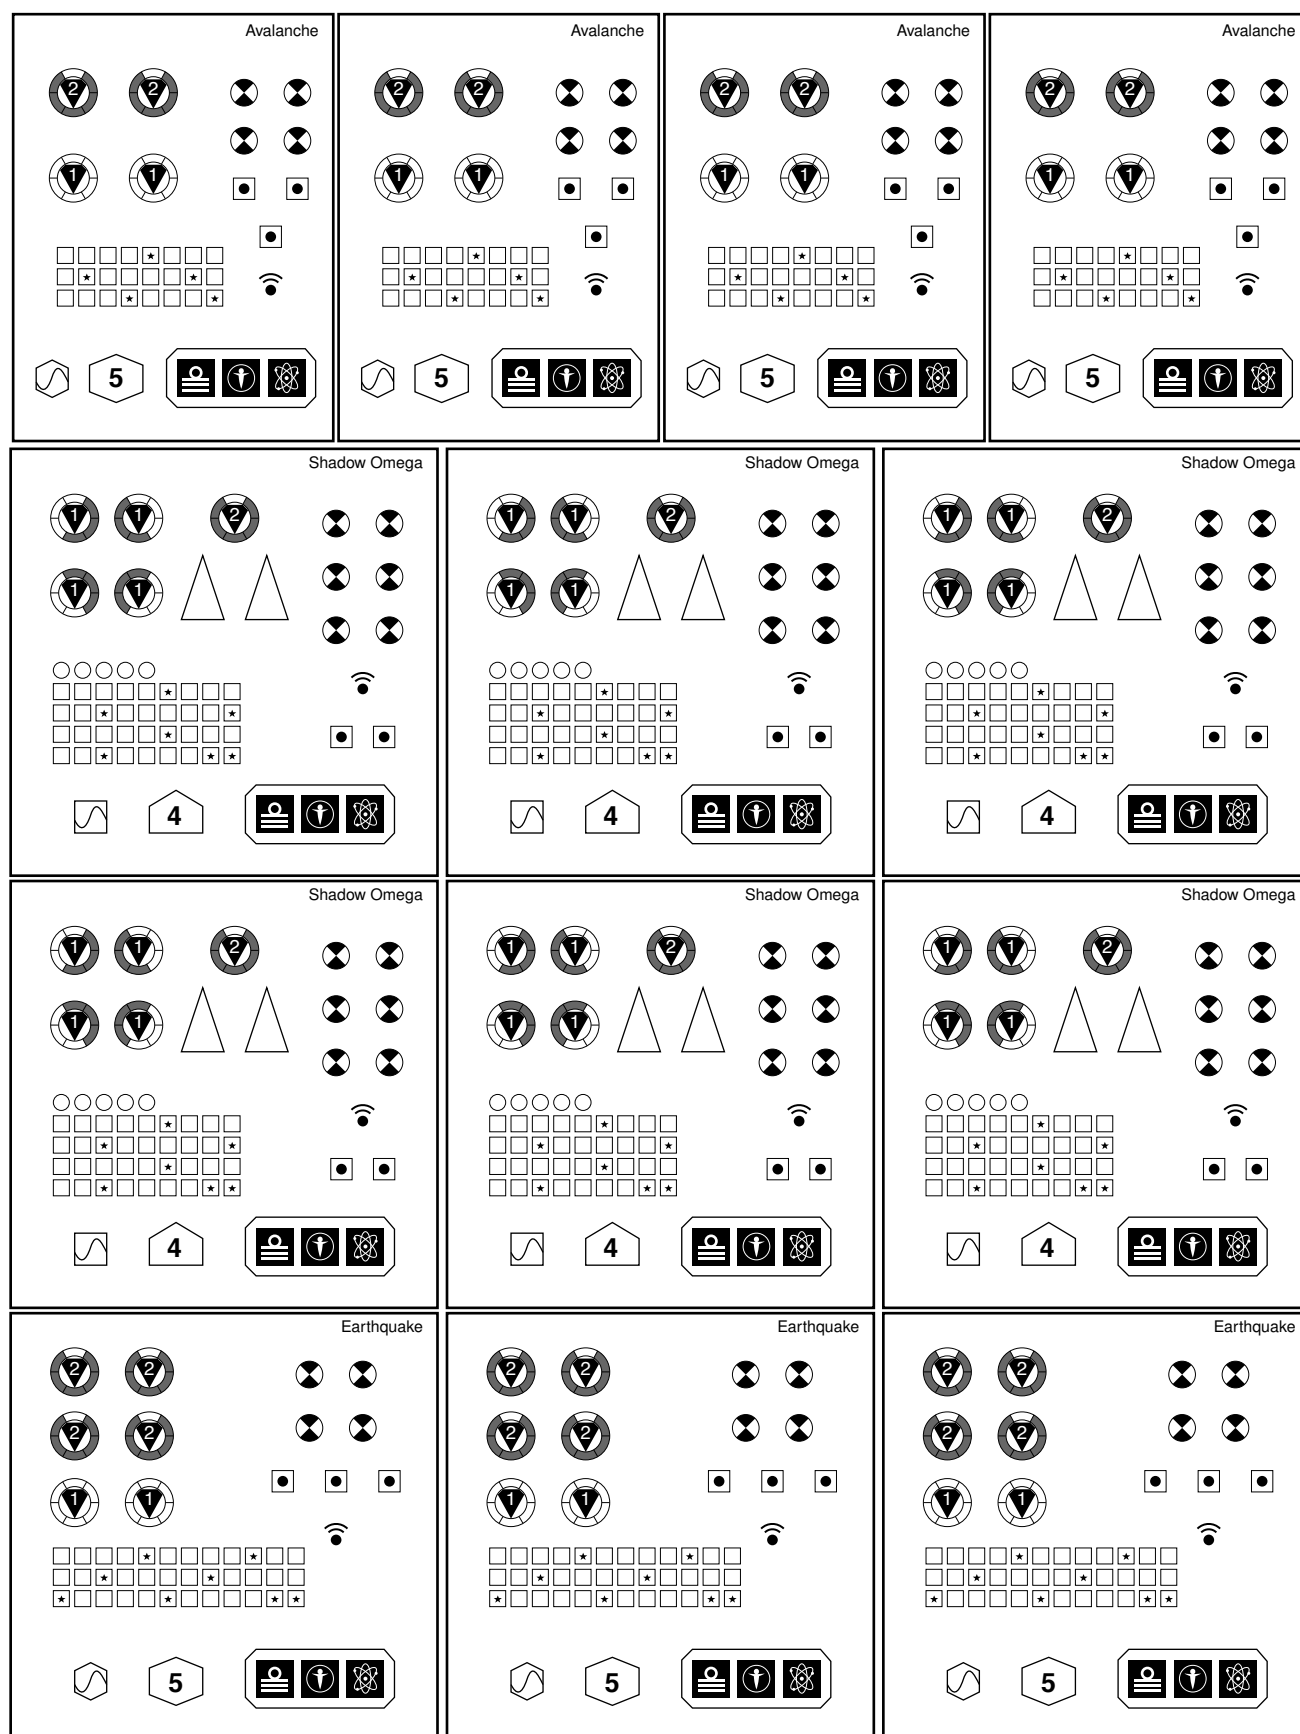 Avalanche Avalanche Avalanche Avalanche
2 2 2 2 2 2 2 2
1 1 1 1 1 1 1 1
5 5 5 5
Shadow Omega Shadow Omega Shadow Omega
1 1 2 1 1 2 1 1 2
1 1 1 1 1 1
4 4 4
Shadow Omega Shadow Omega Shadow Omega
1 1 2 1 1 2 1 1 2
1 1 1 1 1 1
4 4 4
Earthquake Earthquake Earthquake
2 2 2 2 2 2
2 2 2 2 2 2
1 1 1 1 1 1
5 5 5